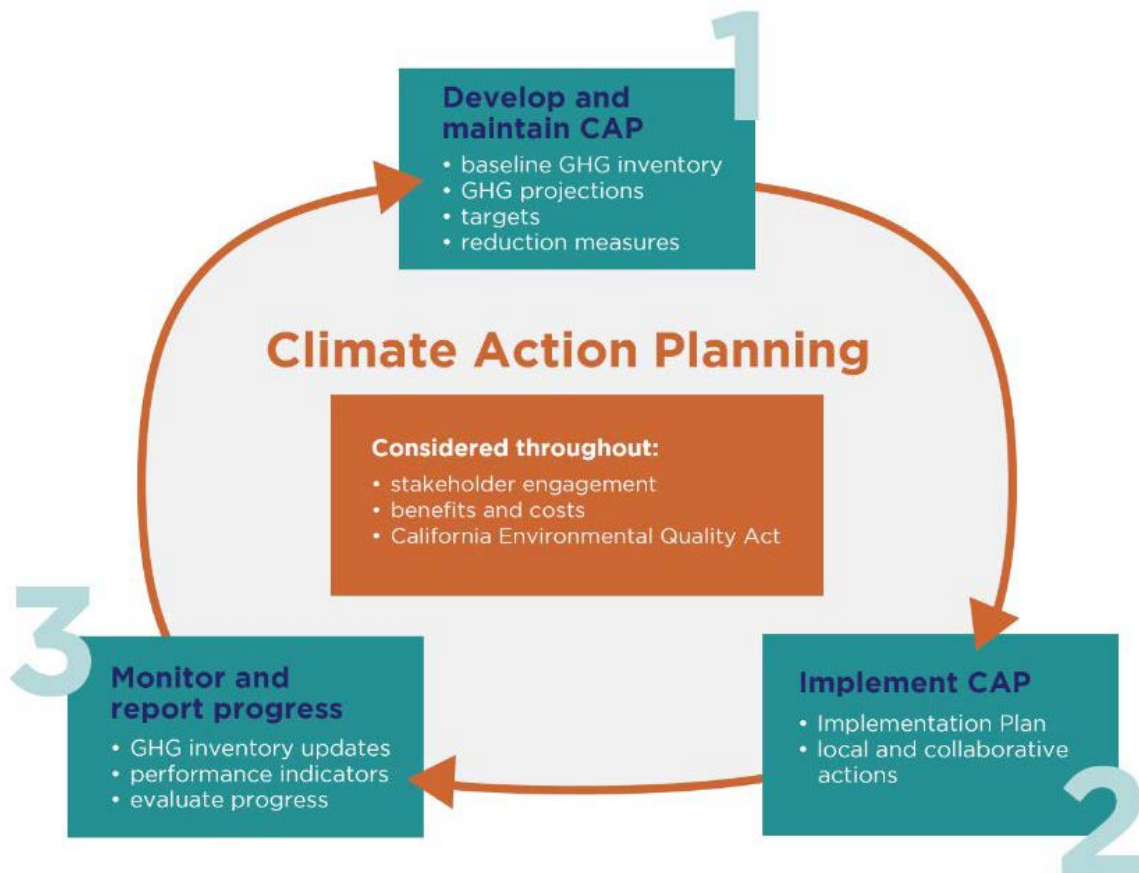 1
Develop and
maintain CAP
• baseline GHG inventory
• GHG projections
• targets
• reduction measures
Climate Action Planning
Considered throughout:
• stakeholder engagement
• benefits and costs
• California Environmental Quality Act
2
Implement CAP
• Implementation Plan
• local and collaborative
actions
3
Monitor and
report progress
• GHG inventory updates
• performance indicators
• evaluate progress